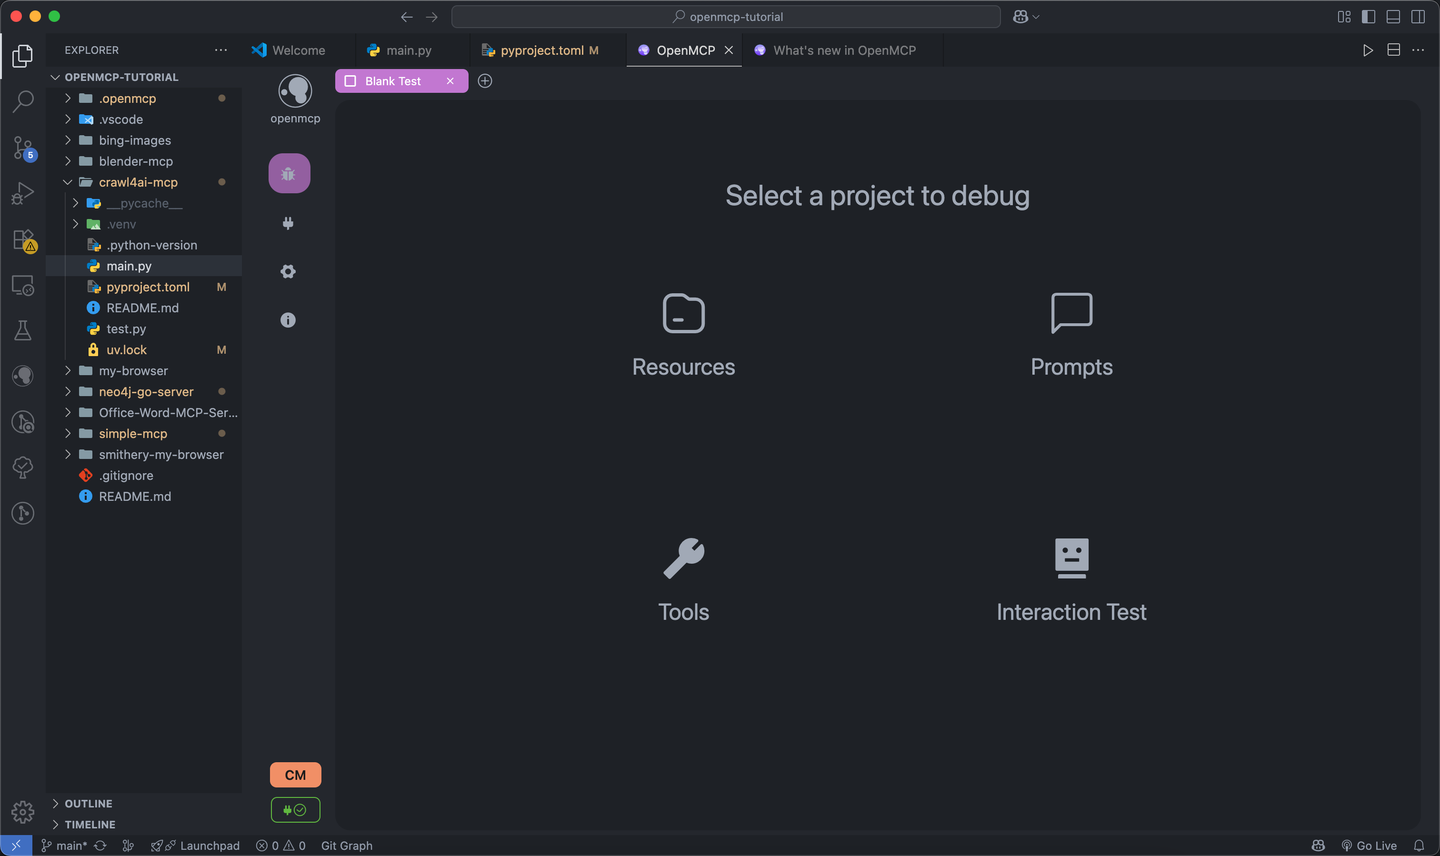 openmcp-tutorial
EXPLORER
Welcome
main.py
pyproject.toml M
OpenMCP
What's new in OpenMCP
OPENMCP-TUTORIAL
.openmcp
.vscode
bing-images
blender-mcp
crawl4ai-mcp
__pycache__
.venv
.python-version
main.py
pyproject.toml M
README.md
test.py
uv.lock M
my-browser
neo4j-go-server
Office-Word-MCP-Ser...
simple-mcp
smithery-my-browser
.gitignore
README.md
5
OUTLINE
TIMELINE
openmcp
CM
Blank Test
Select a project to debug
Resources
Prompts
Tools
Interaction Test
main*
Launchpad
0
0
Git Graph
Go Live